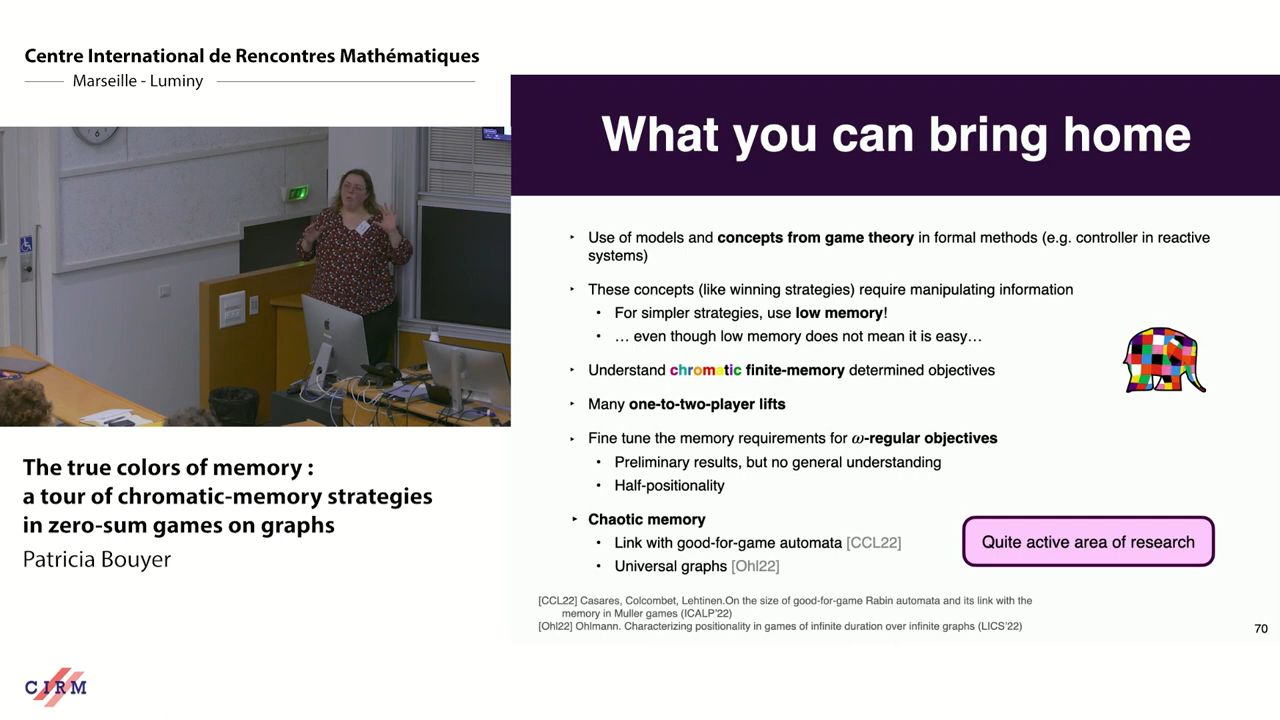 Centre International de Rencontres Mathématiques
Marseille - Luminy
The true colors of memory :
a tour of chromatic-memory strategies
in zero-sum games on graphs
Patricia Bouyer
CIRM
What you can bring home
‣ Use of models and concepts from game theory in formal methods (e.g. controller in reactive
systems)
‣ These concepts (like winning strategies) require manipulating information
• For simpler strategies, use low memory!
• … even though low memory does not mean it is easy…
‣ Understand chromatic finite-memory determined objectives
‣ Many one-to-two-player lifts
‣ Fine tune the memory requirements for ω-regular objectives
• Preliminary results, but no general understanding
• Half-positionality
‣ Chaotic memory
• Link with good-for-game automata [CCL22]
• Universal graphs [Ohl22]
Quite active area of research
[CCL22] Casares, Colcombet, Lehtinen.On the size of good-for-game Rabin automata and its link with the
memory in Muller games (ICALP'22)
[Ohl22] Ohlmann. Characterizing positionality in games of infinite duration over infinite graphs (LICS'22)
70